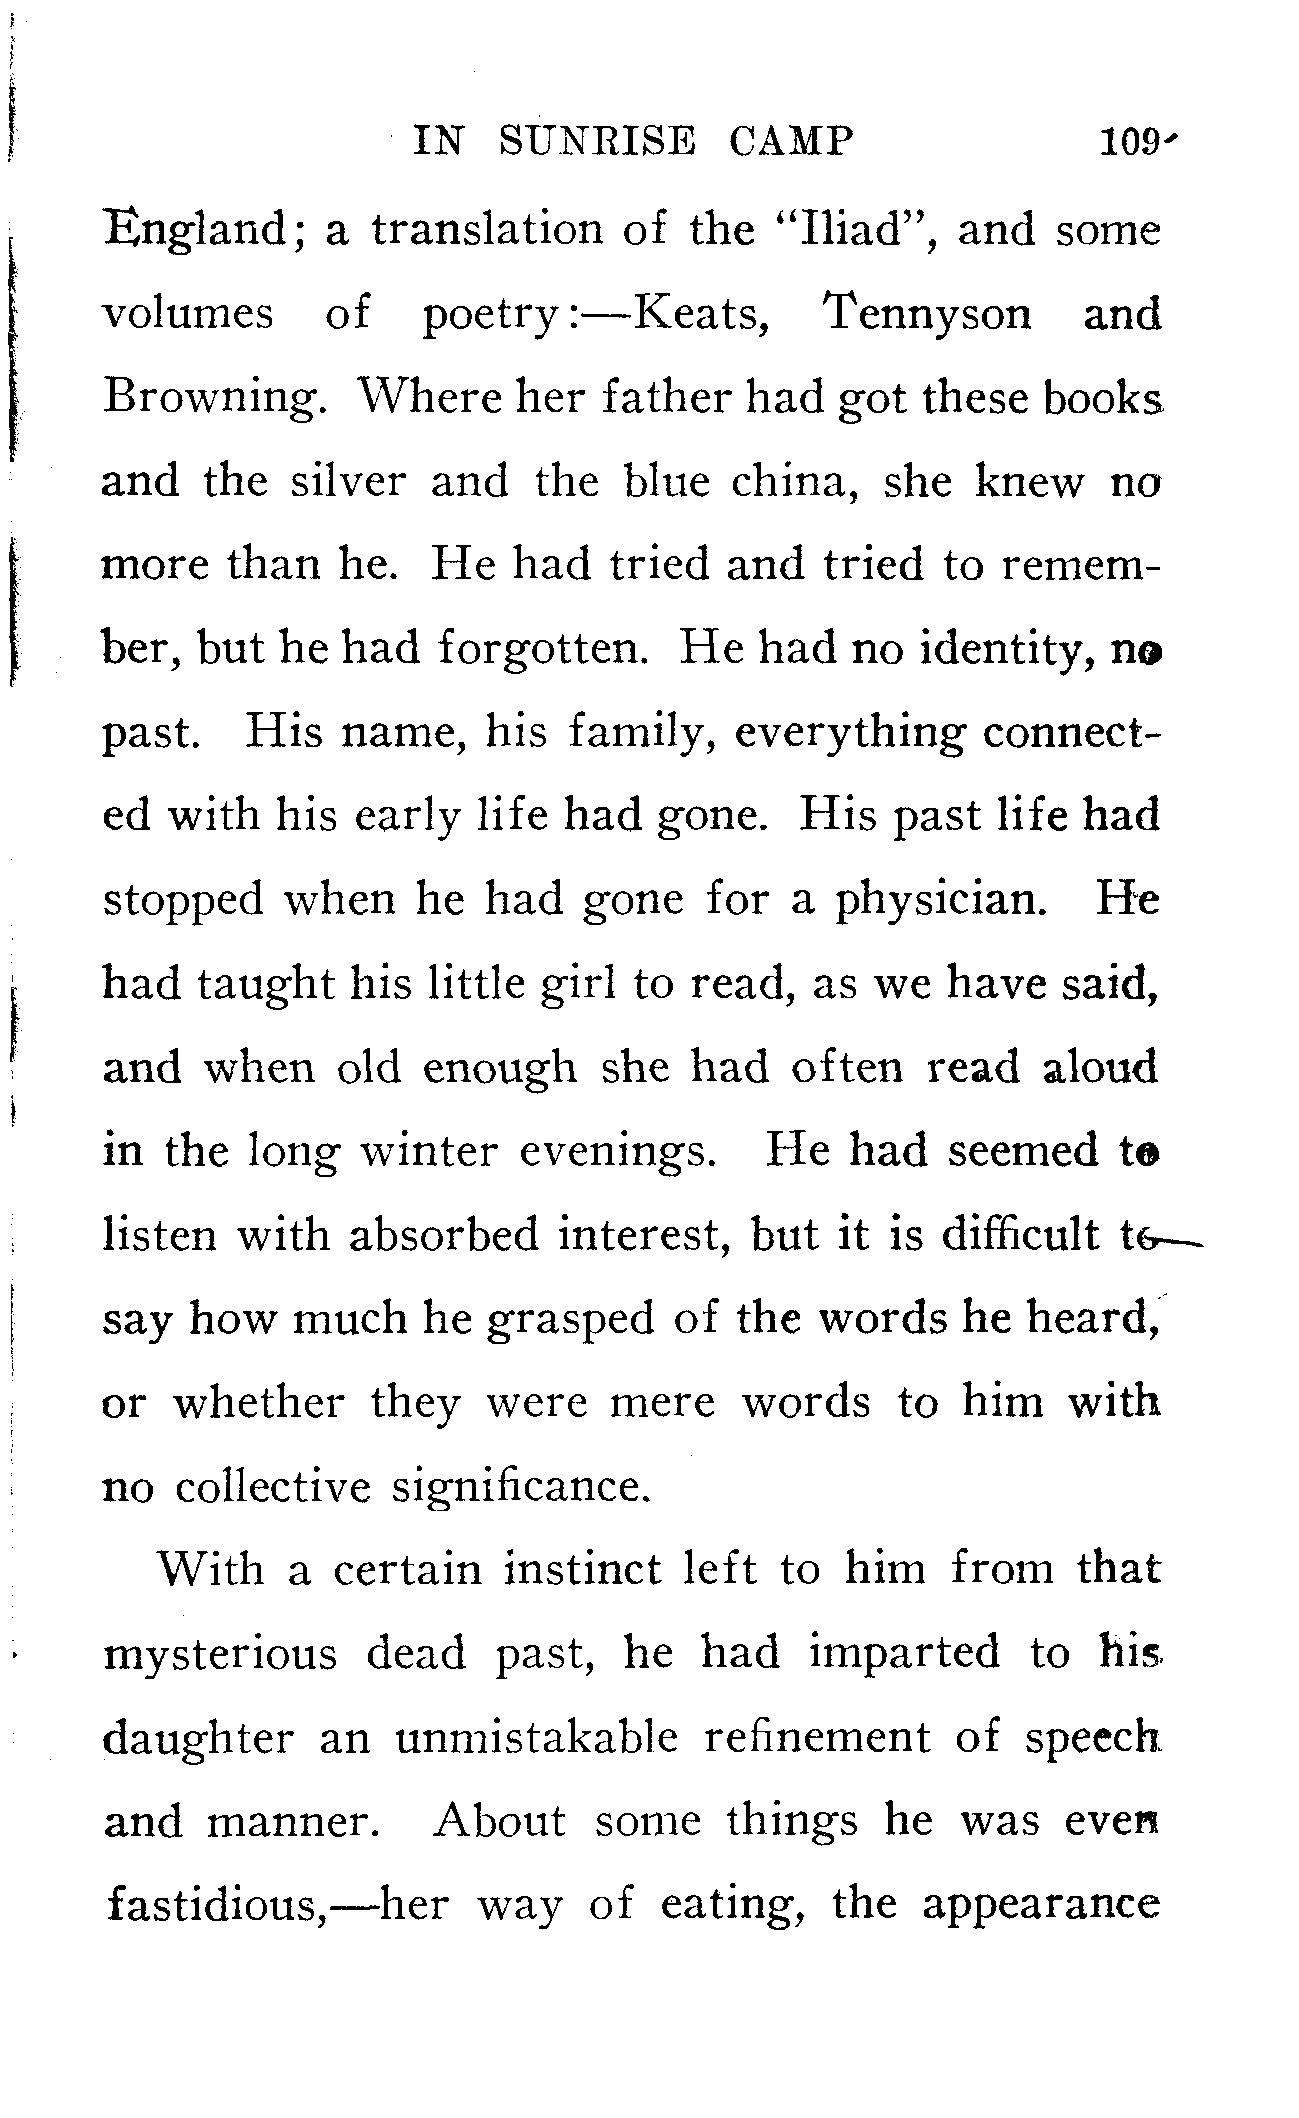 IN SUNRISE CAMP 109
England; a translation of the "Iliad", and some
volumes of poetry:—Keats, Tennyson and
Browning. Where her father had got these books
and the silver and the blue china, she knew no
more than he. He had tried and tried to remem-
ber, but he had forgotten. He had no identity, no
past. His name, his family, everything connect-
ed with his early life had gone. His past life had
stopped when he had gone for a physician. He
had taught his little girl to read, as we have said,
and when old enough she had often read aloud
in the long winter evenings. He had seemed to
listen with absorbed interest, but it is difficult to
say how much he grasped of the words he heard,
or whether they were mere words to him with
no collective significance.
With a certain instinct left to him from that
mysterious dead past, he had imparted to his
daughter an unmistakable refinement of speech
and manner. About some things he was even
fastidious,—her way of eating, the appearance